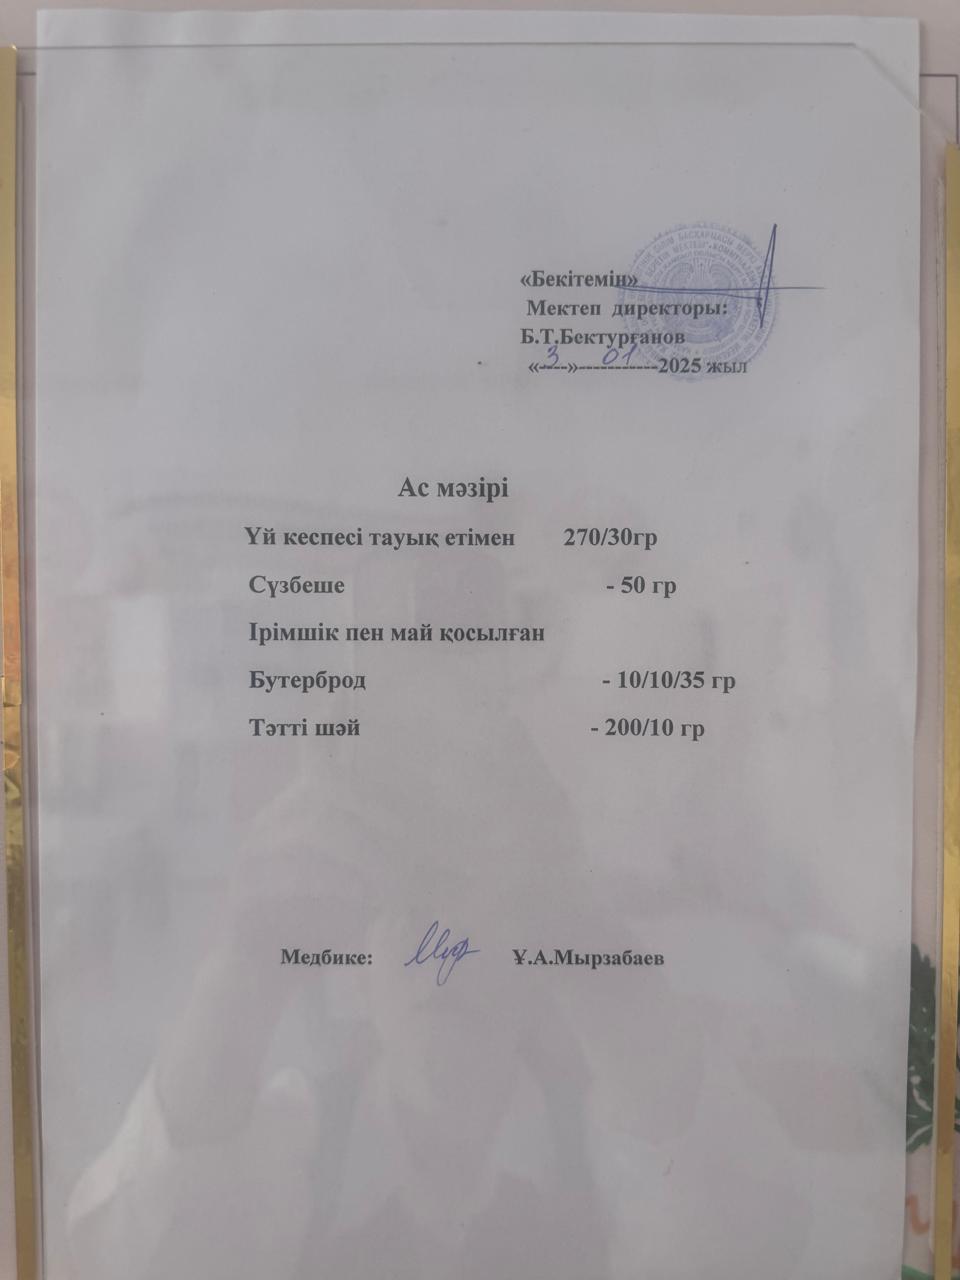 «Бекітемін»
Мектеп директоры:
Б.Т.Бектурғанов
«-3--»-----01------2025 жыл
Ас мәзірі
Үй кеспесі тауық етімен 270/30гр
Сүзбеше - 50 гр
Ірімшік пен май қосылған
Бутерброд - 10/10/35 гр
Тәтті шәй - 200/10 гр
Медбике: Ұ.А.Мырзабаев